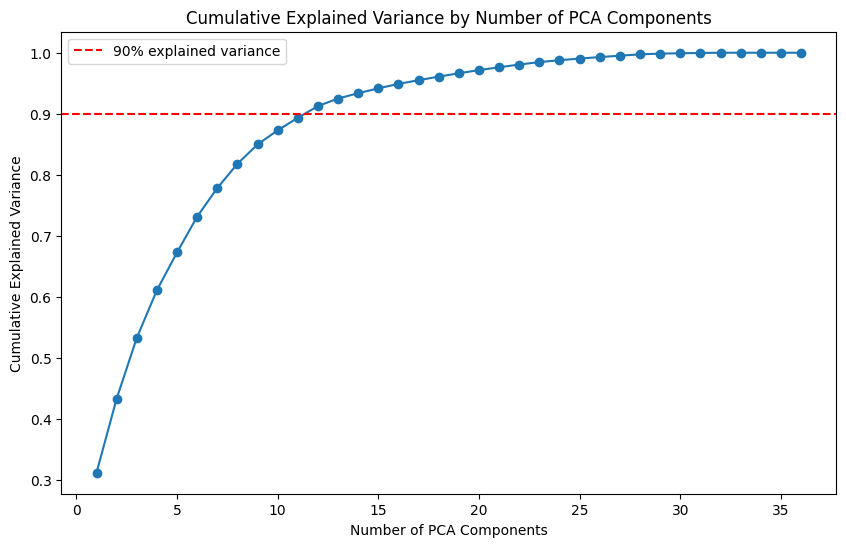 Cumulative Explained Variance by Number of PCA Components
90% explained variance
Cumulative Explained Variance
1.0
0.9
0.8
0.7
0.6
0.5
0.4
0.3
0 5 10 15 20 25 30 35
Number of PCA Components